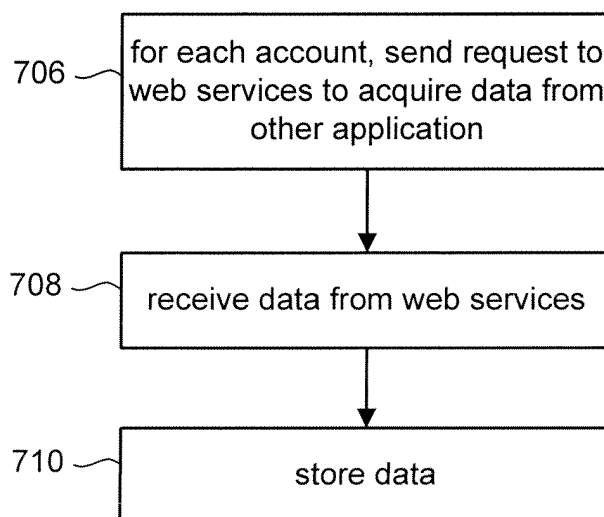 706
for each account, send request to
web services to acquire data from
other application
708
receive data from web services
710
store data